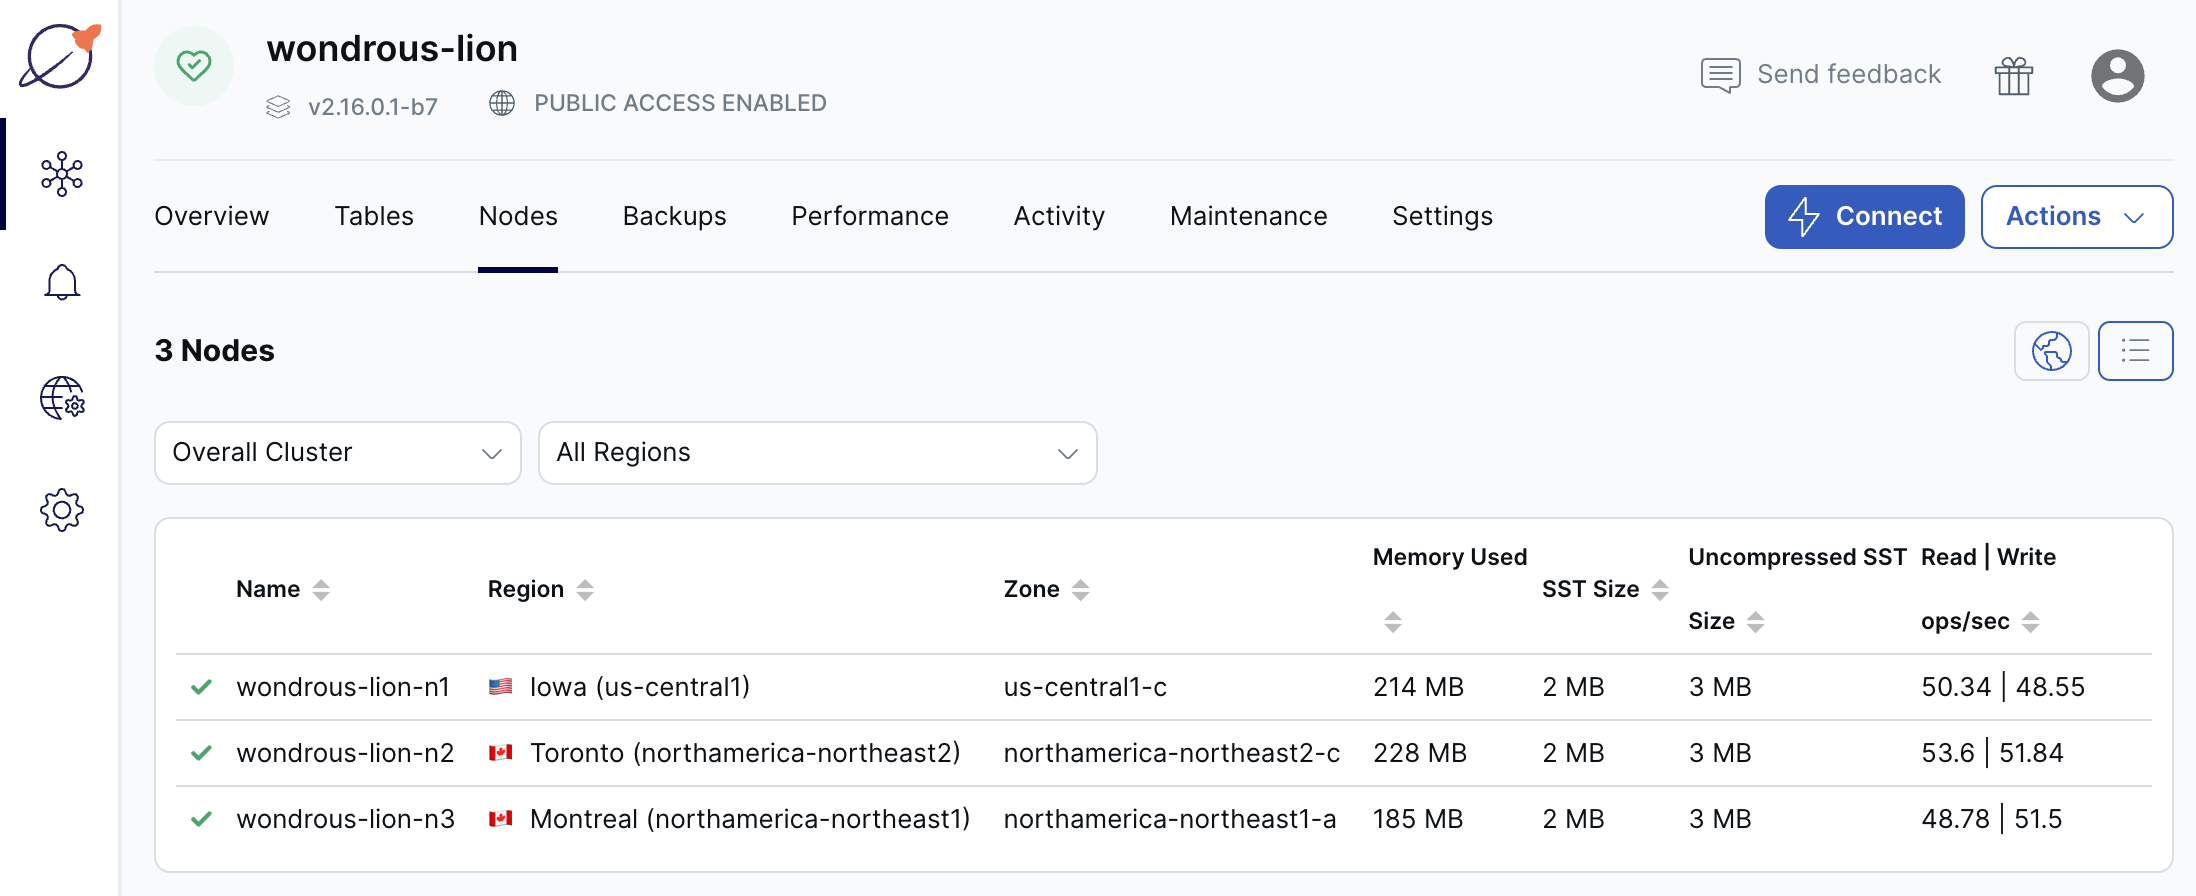 wondrous-lion
v2.16.0.1-b7 PUBLIC ACCESS ENABLED
Send feedback
Overview Tables Nodes Backups Performance Activity Maintenance Settings Connect Actions
3 Nodes
Overall Cluster All Regions
Name Region Zone Memory Used SST Size Uncompressed SST Size Read | Write ops/sec
wondrous-lion-n1 Iowa (us-central1) us-central1-c 214 MB 2 MB 3 MB 50.34 | 48.55
wondrous-lion-n2 Toronto (northamerica-northeast2) northamerica-northeast2-c 228 MB 2 MB 3 MB 53.6 | 51.84
wondrous-lion-n3 Montreal (northamerica-northeast1) northamerica-northeast1-a 185 MB 2 MB 3 MB 48.78 | 51.5